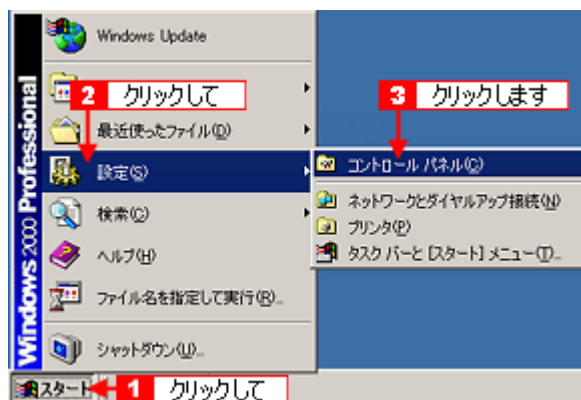 Windows 2000 Professional
Windows Update
2 クリックして
3 クリックします
最近使ったファイル(D)
設定(S)
コントロール パネル(C)
ネットワークとダイヤルアップ接続(N)
検索(C)
プリンタ(P)
ヘルプ(H)
タスク バーと [スタート] メニュー(T)...
ファイル名を指定して実行(R)...
シャットダウン(U)...
スタート
1 クリックして